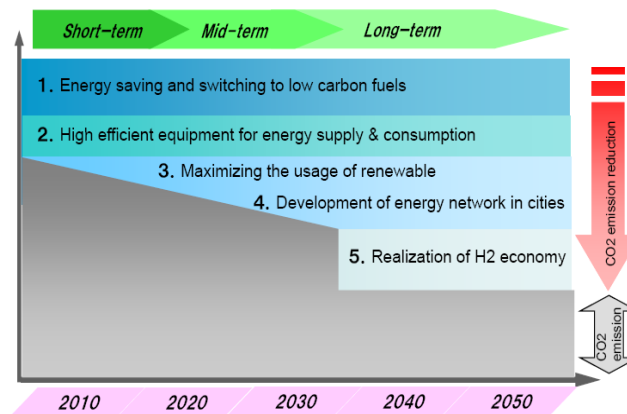 Short-term
Mid-term
Long-term
1. Energy saving and switching to low carbon fuels
2. High efficient equipment for energy supply & consumption
3. Maximizing the usage of renewable
4. Development of energy network in cities
5. Realization of H2 economy
CO2 emission reduction
CO2
emission
2010
2020
2030
2040
2050